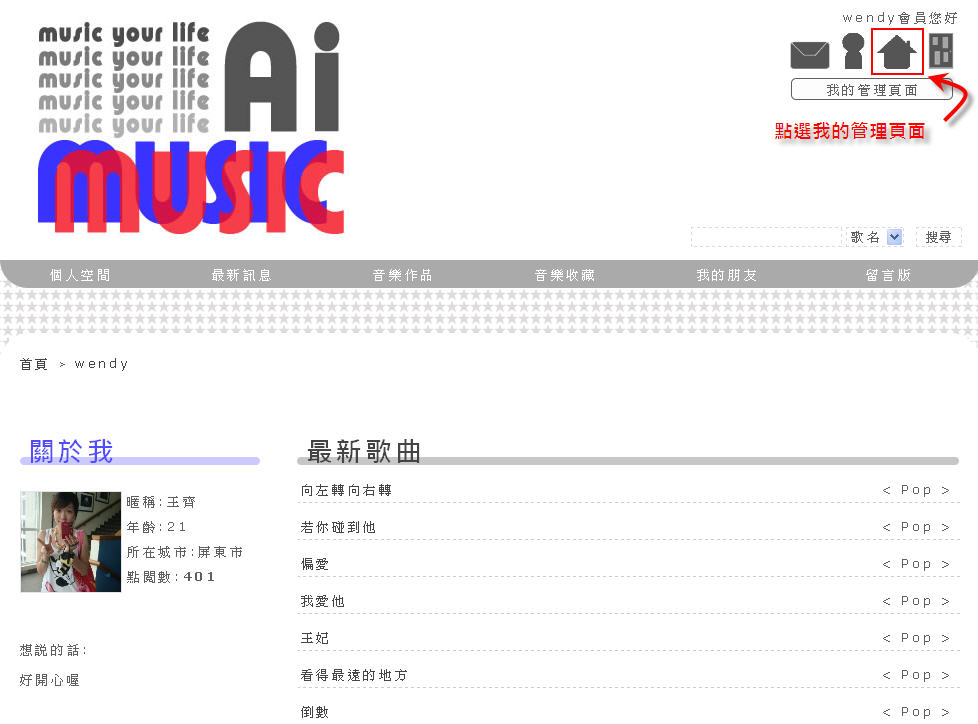 music your life
music your life
music your life
music your life
music your life
Ai
MUSIC
wendy會員您好
我的管理頁面
點選我的管理頁面
歌名
搜尋
個人空間 最新訊息 音樂作品 音樂收藏 我的朋友 留言版
首頁 > wendy
關於我
暱稱:王齊
年齡:21
所在城市:屏東市
點閱數:401
想說的話:
好開心喔
最新歌曲
向左轉向右轉 < Pop >
若你碰到他 < Pop >
偏愛 < Pop >
我愛他 < Pop >
王妃 < Pop >
看得最遠的地方 < Pop >
倒數 < Pop >